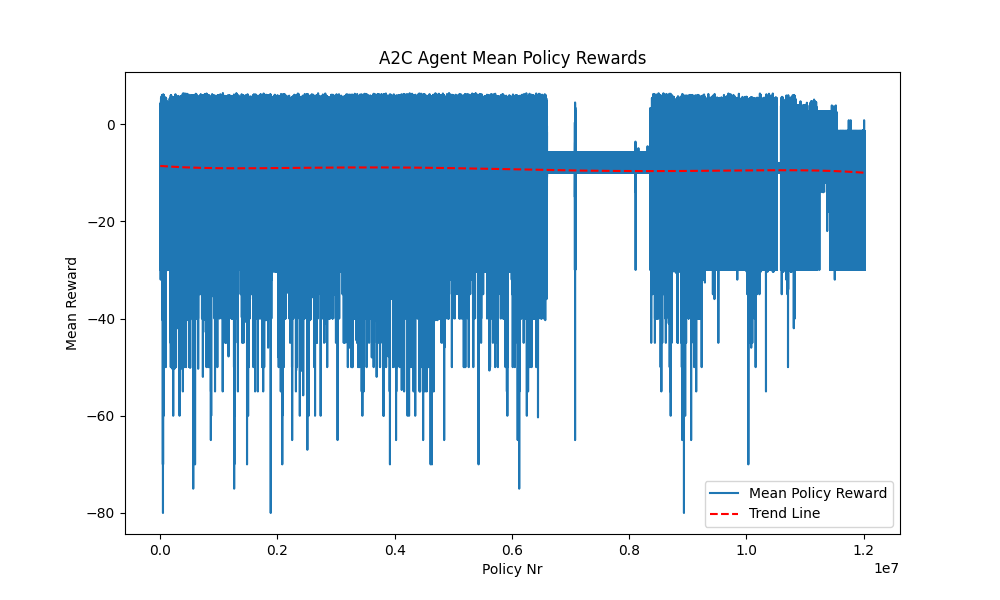 A2C Agent Mean Policy Rewards
Mean Reward
0
−20
−40
−60
−80
0.0 0.2 0.4 0.6 0.8 1.0 1.2
1e7
Policy Nr
Mean Policy Reward
Trend Line